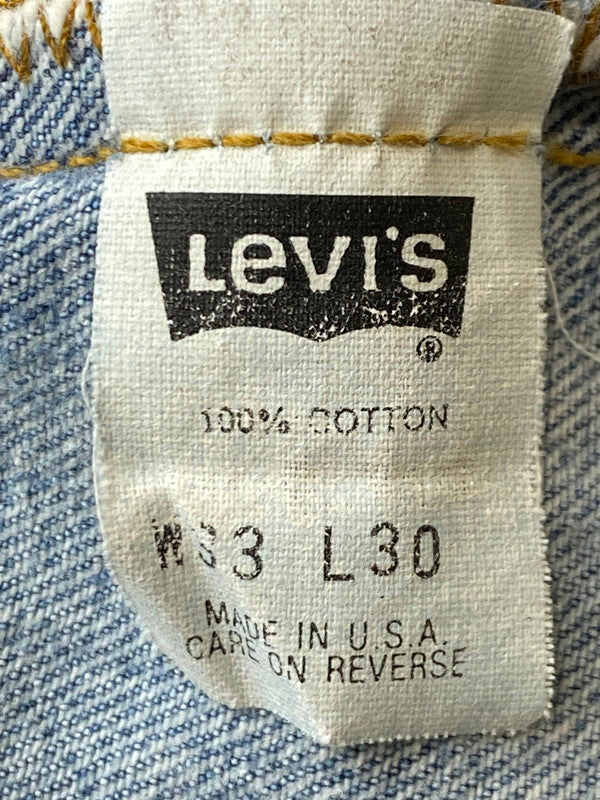 Levi's
®
100% COTTON
W33 L30
MADE IN U.S.A.
CARE ON REVERSE